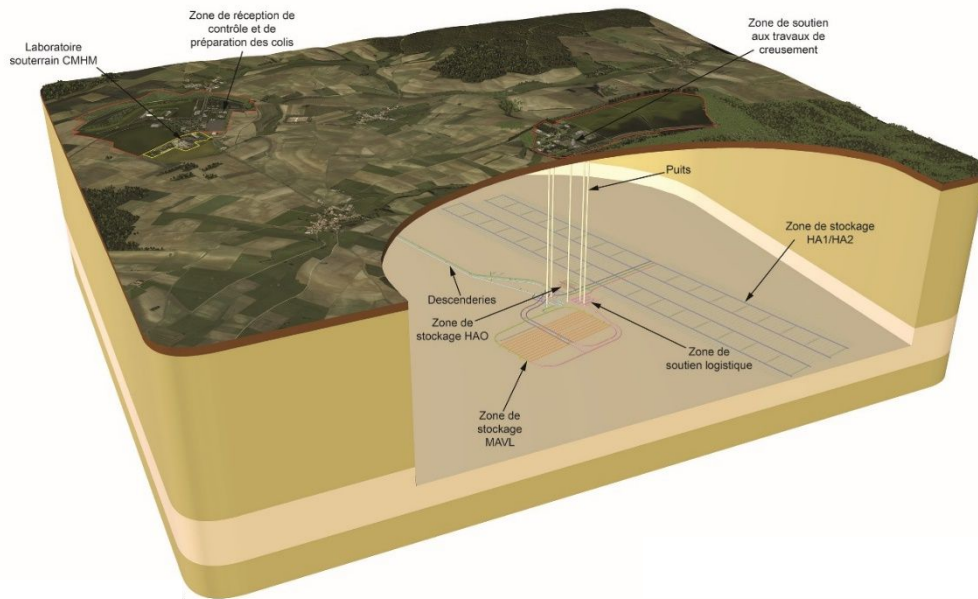 Zone de réception de
contrôle et de
préparation des colis
Laboratoire
souterrain CMHM
Zone de soutien
aux travaux de
creusement
Puits
Zone de stockage
HA1/HA2
Descenderies
Zone de
stockage HAO
Zone de
soutien logistique
Zone de
stockage
MAVL